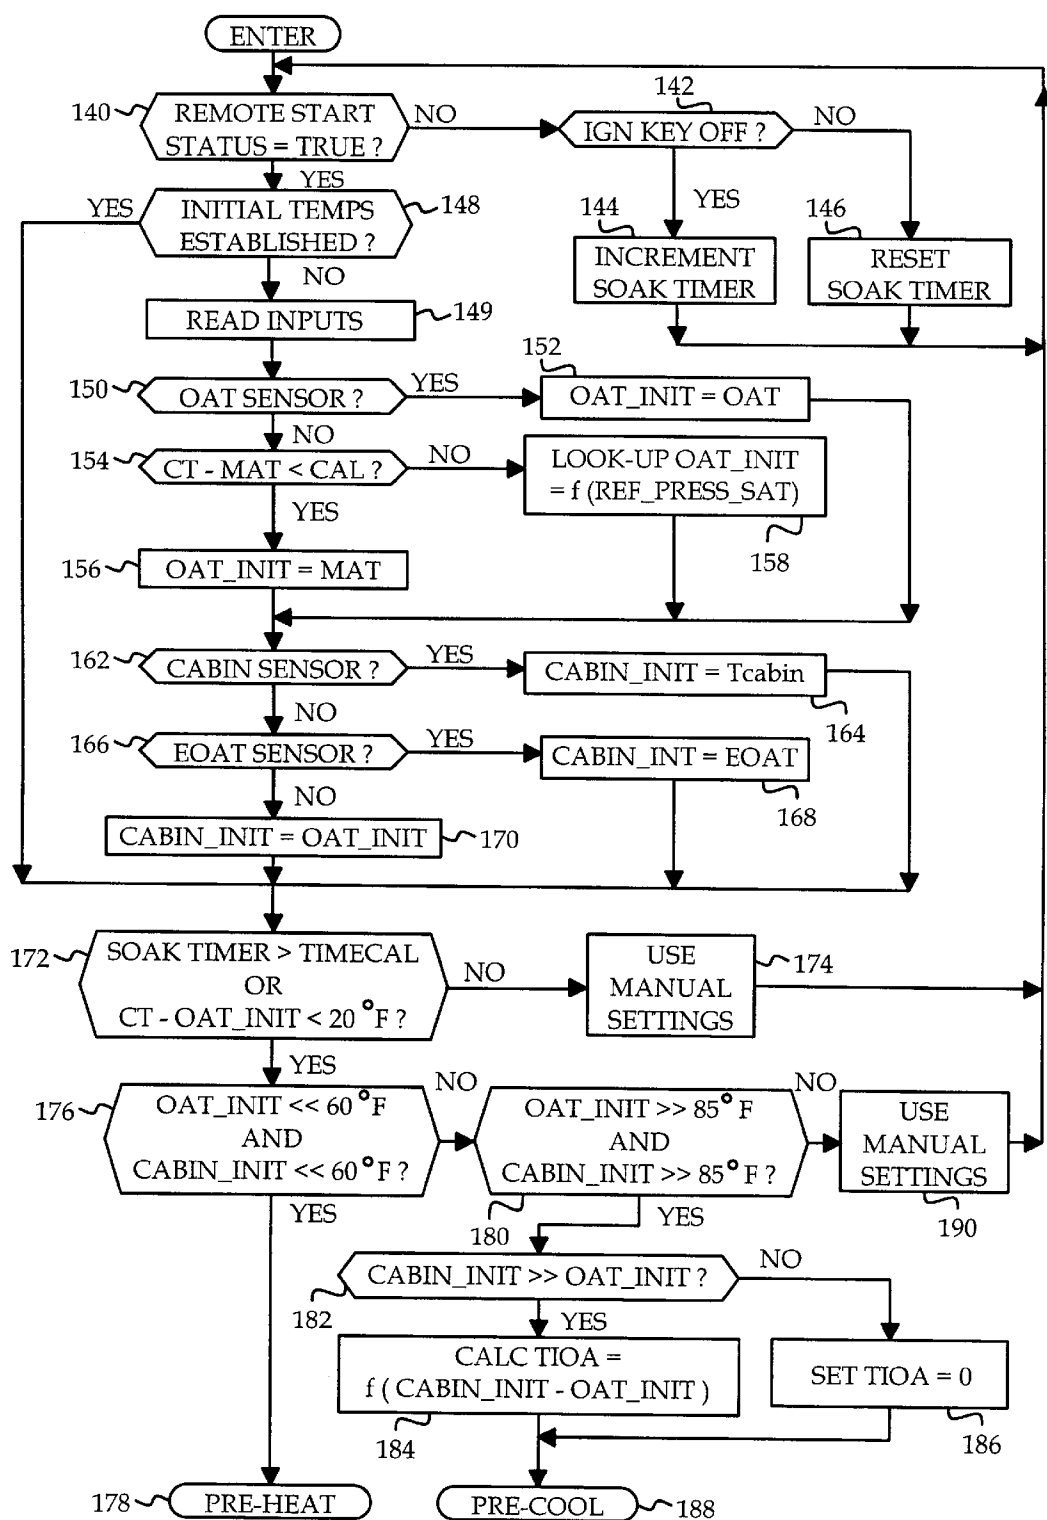 ENTER
140
REMOTE START
STATUS = TRUE ?
NO
142
IGN KEY OFF ?
NO
YES
YES
YES
148
INITIAL TEMPS
ESTABLISHED ?
NO
144
INCREMENT
SOAK TIMER
146
RESET
SOAK TIMER
READ INPUTS
149
150
OAT SENSOR ?
YES
152
OAT_INIT = OAT
NO
154
CT - MAT < CAL ?
NO
LOOK-UP OAT_INIT
= f (REF_PRESS_SAT)
158
YES
156
OAT_INIT = MAT
162
CABIN SENSOR ?
YES
CABIN_INIT = Tcabin
164
NO
166
EOAT SENSOR ?
YES
CABIN_INT = EOAT
168
NO
CABIN_INIT = OAT_INIT
170
172
SOAK TIMER > TIMECAL
OR
CT - OAT_INIT < 20 °F ?
NO
USE
MANUAL
SETTINGS
174
YES
176
OAT_INIT << 60 °F
AND
CABIN_INIT << 60 °F ?
NO
OAT_INIT >> 85° F
AND
CABIN_INIT >> 85° F ?
180
NO
USE
MANUAL
SETTINGS
190
YES
YES
CABIN_INIT >> OAT_INIT ?
182
NO
YES
CALC TIOA =
f ( CABIN_INIT - OAT_INIT )
184
SET TIOA = 0
186
178
PRE-HEAT
PRE-COOL
188